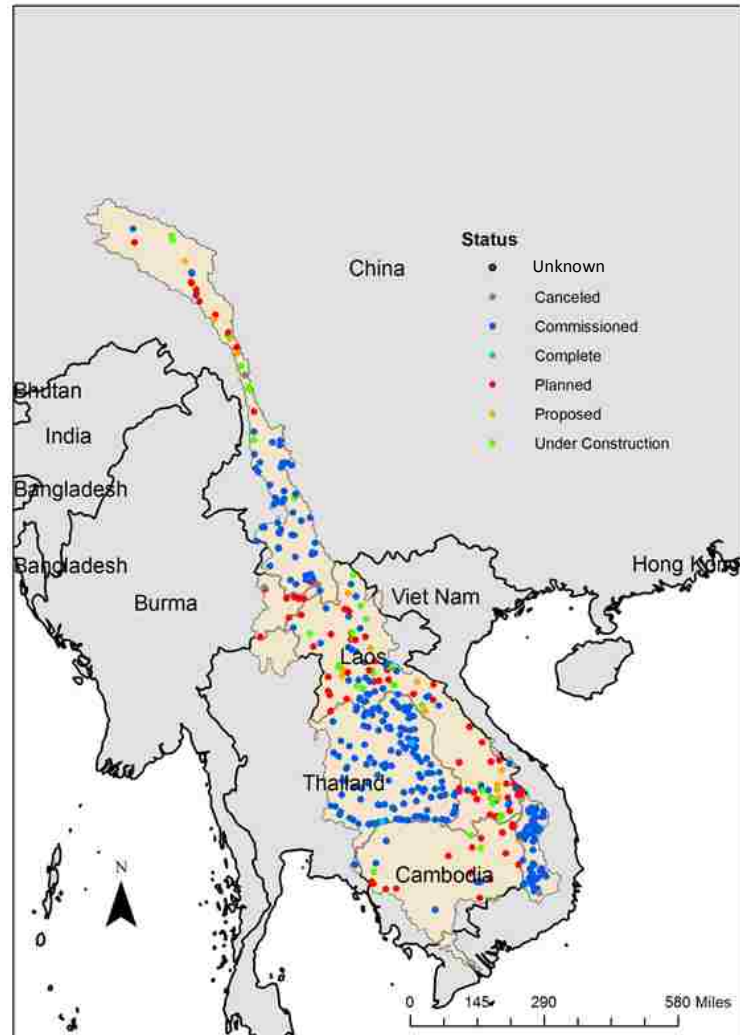 Status
Unknown
Canceled
Commissioned
Complete
Planned
Proposed
Under Construction
China
Bhutan
India
Bangladesh
Bangladesh
Burma
Viet Nam
Hong Kong
Laos
Thailand
Cambodia
N
0 145 290 580 Miles